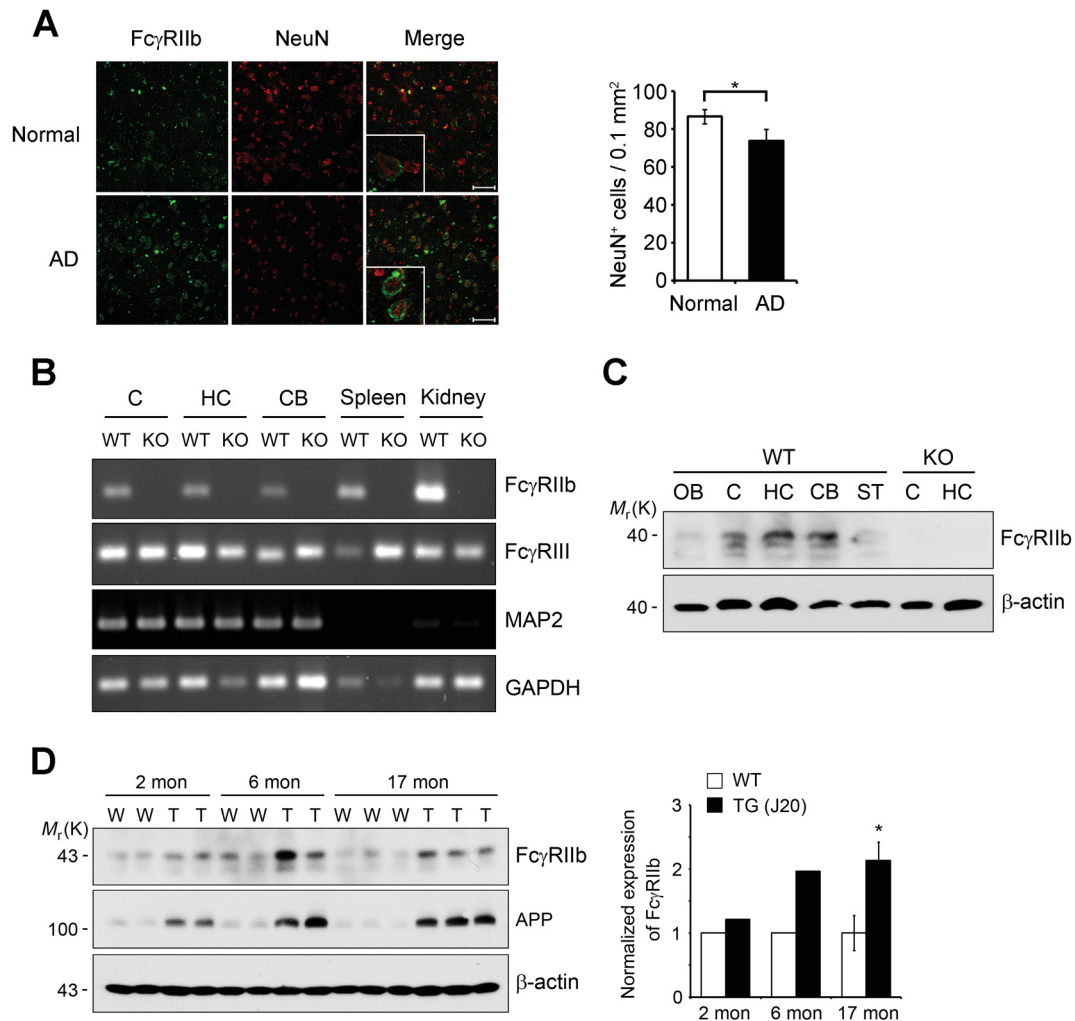 A
FcγRIIb NeuN Merge
Normal
AD
NeuN⁺ cells / 0.1 mm²
100
80
60
40
20
0
*
Normal AD
B
C HC CB Spleen Kidney
WT KO WT KO WT KO WT KO WT KO
FcγRIIb
FcγRIII
MAP2
GAPDH
C
WT KO
OB C HC CB ST C HC
Mr(K)
40 - FcγRIIb
40 - β-actin
D
2 mon 6 mon 17 mon
W W T T W W T T W W W T T T
Mr(K)
43 - FcγRIIb
100 - APP
43 - β-actin
WT
TG (J20)
Normalized expression
of FcγRIIb
3
2
1
0
*
2 mon 6 mon 17 mon